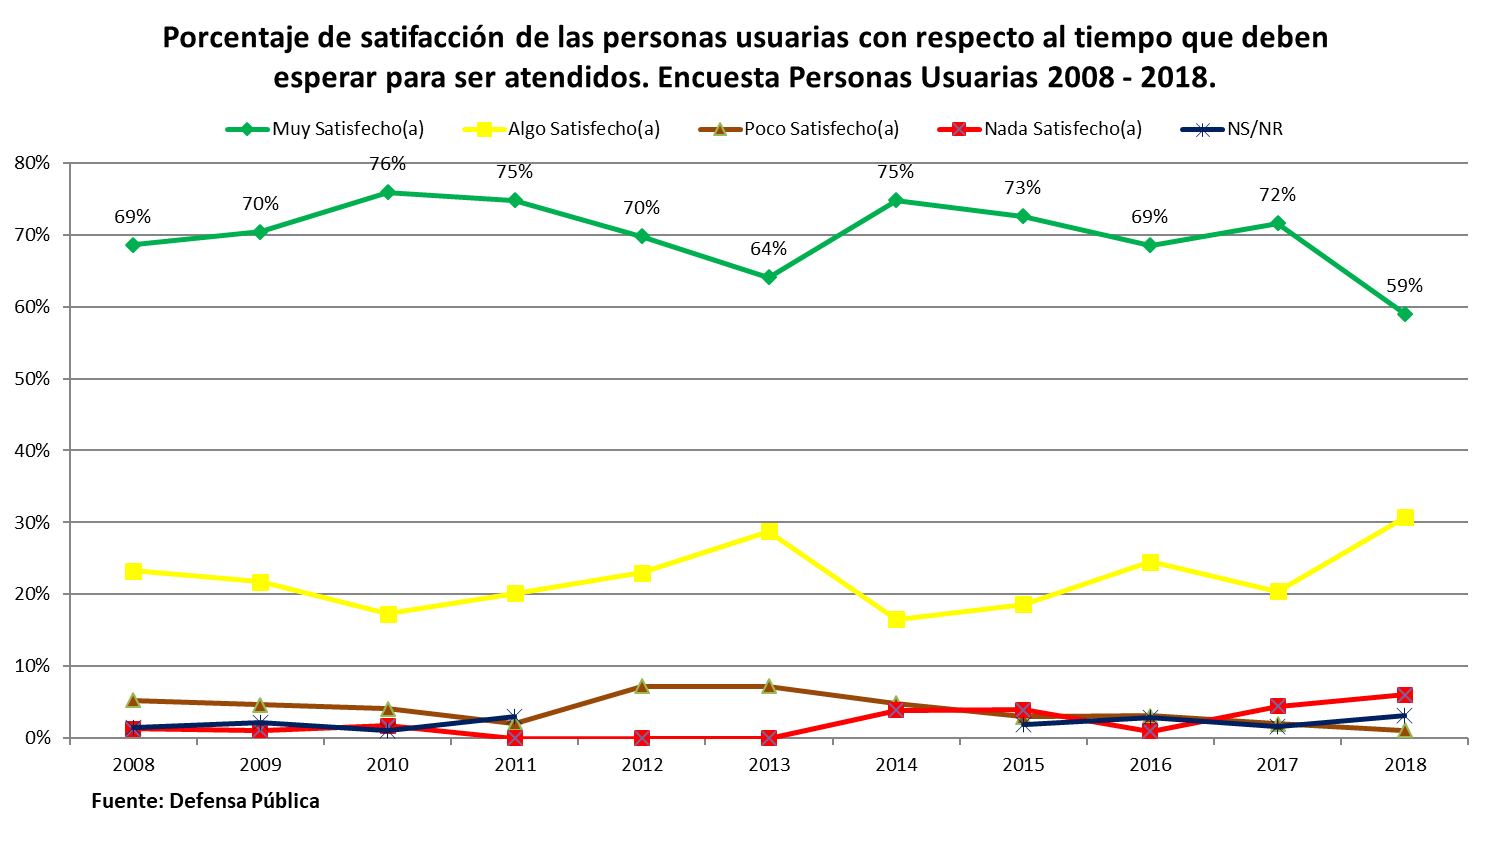 Porcentaje de satifacción de las personas usuarias con respecto al tiempo que deben
esperar para ser atendidos. Encuesta Personas Usuarias 2008 - 2018.
Muy Satisfecho(a) Algo Satisfecho(a) Poco Satisfecho(a) Nada Satisfecho(a) NS/NR
80%
70%
60%
50%
40%
30%
20%
10%
0%
69% 70% 76% 75% 70% 64% 75% 73% 69% 72% 59%
2008 2009 2010 2011 2012 2013 2014 2015 2016 2017 2018
Fuente: Defensa Pública